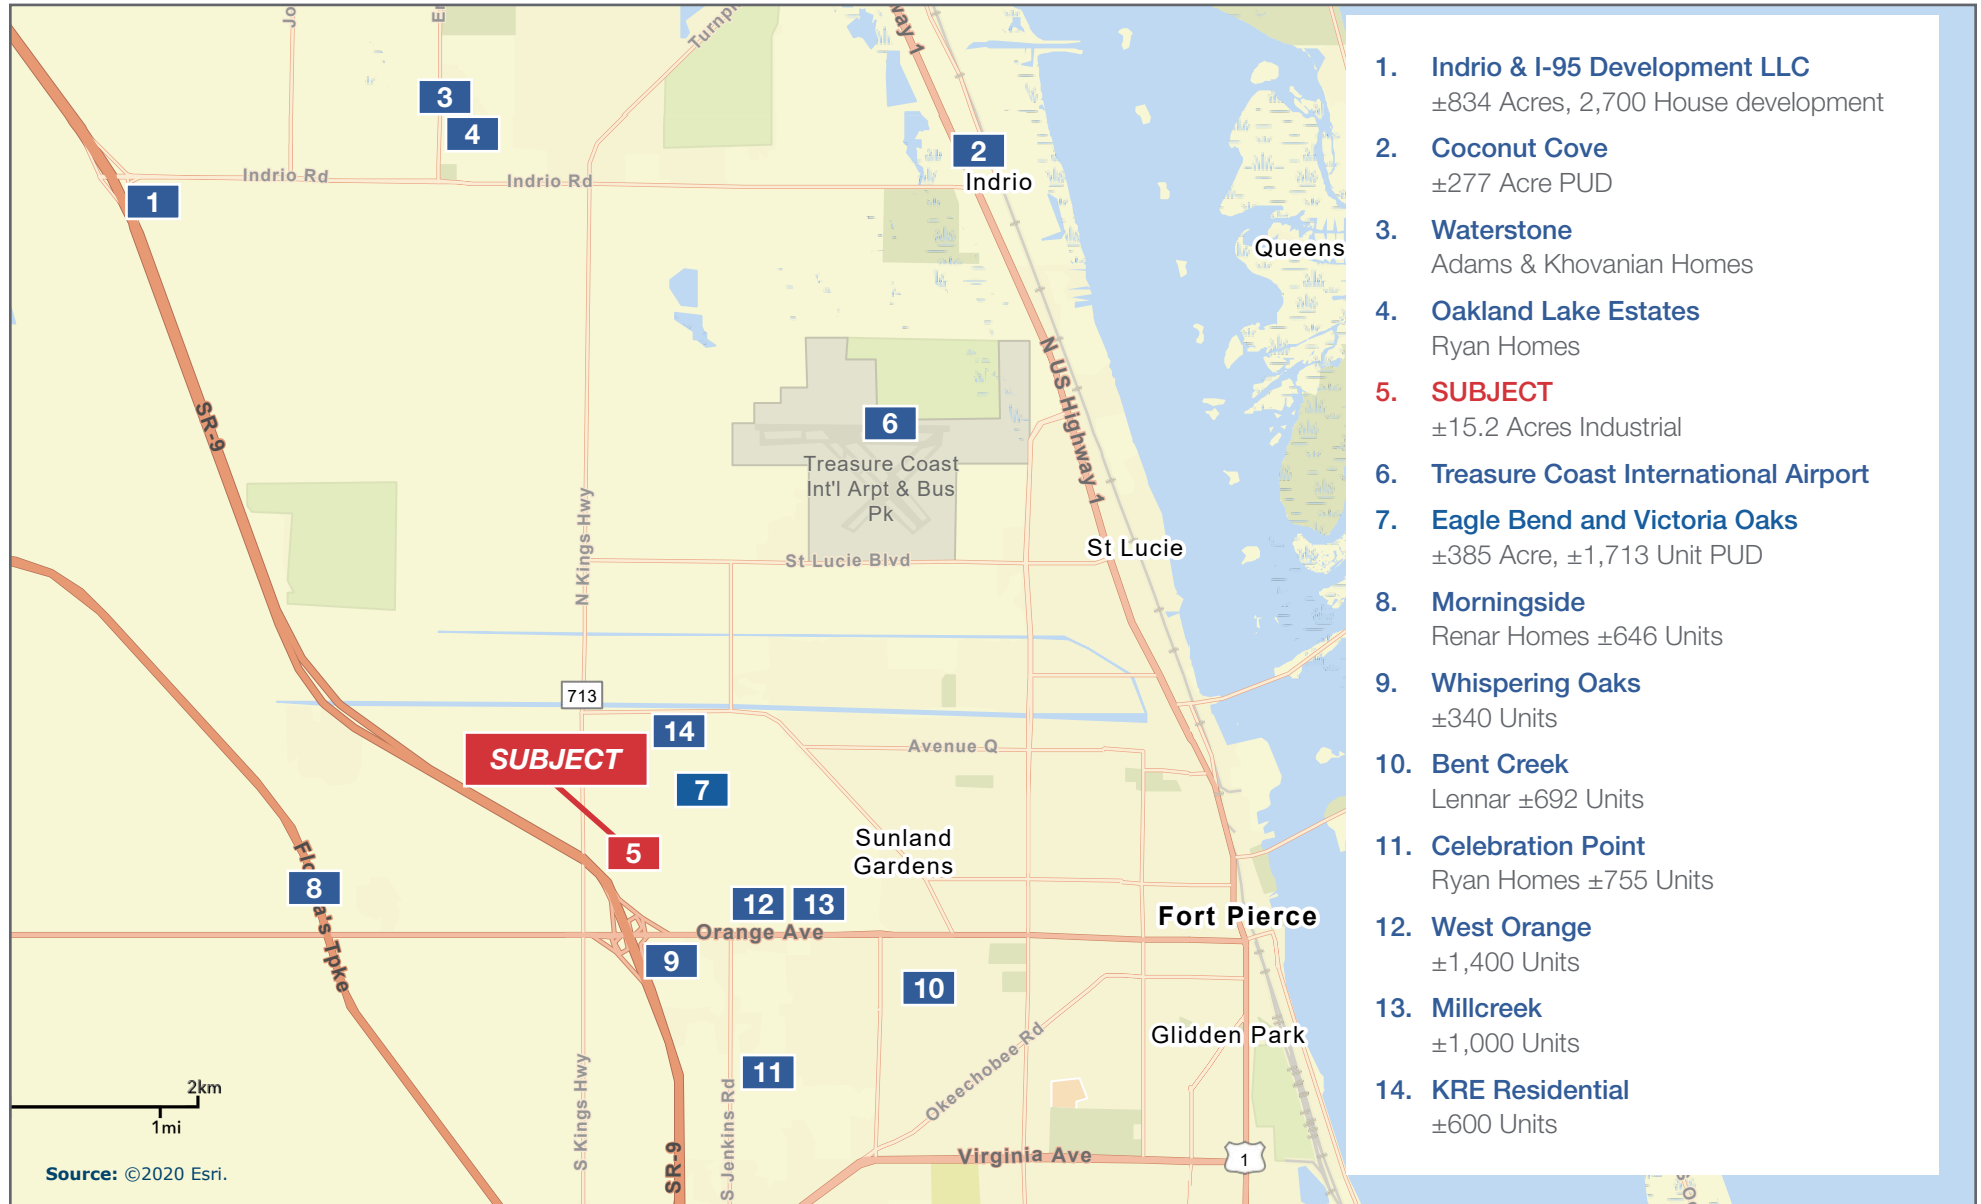 Turnpi
way 1
3
4
2
Indrio
Indrio Rd
Indrio Rd
1
Queens
SR-9
N US Highway 1
6
Treasure Coast
Int'l Arpt & Bus
Pk
N Kings Hwy
St Lucie Blvd
St Lucie
713
14
SUBJECT
Avenue Q
7
5
Sunland
Gardens
8
12
13
Orange Ave
Fort Pierce
9
10
Glidden Park
Okeechobee Rd
11
S Kings Hwy
S Jenkins Rd
SR-9
Virginia Ave
1
2km
1mi
Source: ©2020 Esri.
1. Indrio & I-95 Development LLC
±834 Acres, 2,700 House development
2. Coconut Cove
±277 Acre PUD
3. Waterstone
Adams & Khovanian Homes
4. Oakland Lake Estates
Ryan Homes
5. SUBJECT
±15.2 Acres Industrial
6. Treasure Coast International Airport
7. Eagle Bend and Victoria Oaks
±385 Acre, ±1,713 Unit PUD
8. Morningside
Renar Homes ±646 Units
9. Whispering Oaks
±340 Units
10. Bent Creek
Lennar ±692 Units
11. Celebration Point
Ryan Homes ±755 Units
12. West Orange
±1,400 Units
13. Millcreek
±1,000 Units
14. KRE Residential
±600 Units